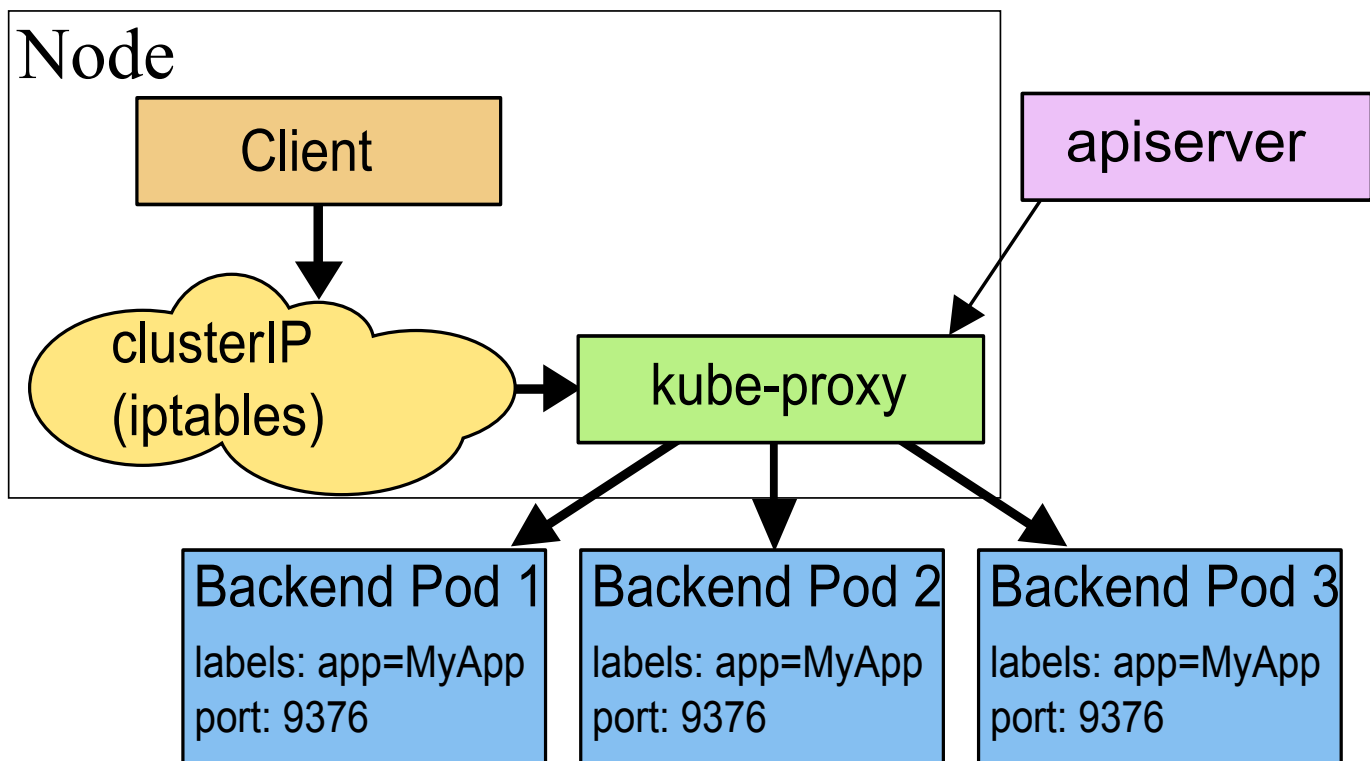 Node
Client
apiserver
clusterIP
(iptables)
kube-proxy
Backend Pod 1
labels: app=MyApp
port: 9376
Backend Pod 2
labels: app=MyApp
port: 9376
Backend Pod 3
labels: app=MyApp
port: 9376